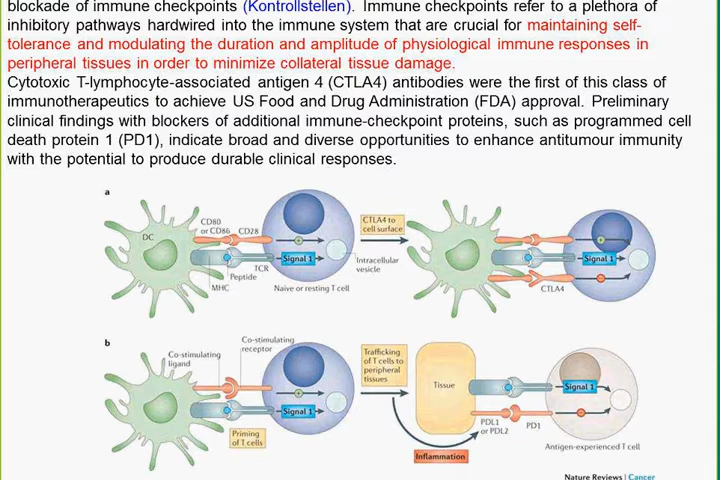 blockade of immune checkpoints (Kontrollstellen). Immune checkpoints refer to a plethora of
inhibitory pathways hardwired into the immune system that are crucial for maintaining self-
tolerance and modulating the duration and amplitude of physiological immune responses in
peripheral tissues in order to minimize collateral tissue damage.
Cytotoxic T-lymphocyte-associated antigen 4 (CTLA4) antibodies were the first of this class of
immunotherapeutics to achieve US Food and Drug Administration (FDA) approval. Preliminary
clinical findings with blockers of additional immune-checkpoint proteins, such as programmed cell
death protein 1 (PD1), indicate broad and diverse opportunities to enhance antitumour immunity
with the potential to produce durable clinical responses.
a
DC
CD80
or CD86
CD28
Signal 1
TCR
Peptide
MHC
Naive or resting T cell
Intracellular
vesicle
CTLA4 to
cell surface
Signal 1
CTLA4
b
Co-stimulating
ligand
Co-stimulating
receptor
Signal 1
Priming
of T cells
Trafficking
of T cells to
peripheral
tissues
Inflammation
Tissue
PDL1
or PDL2
PD1
Signal 1
Antigen-experienced T cell
Nature Reviews | Cancer